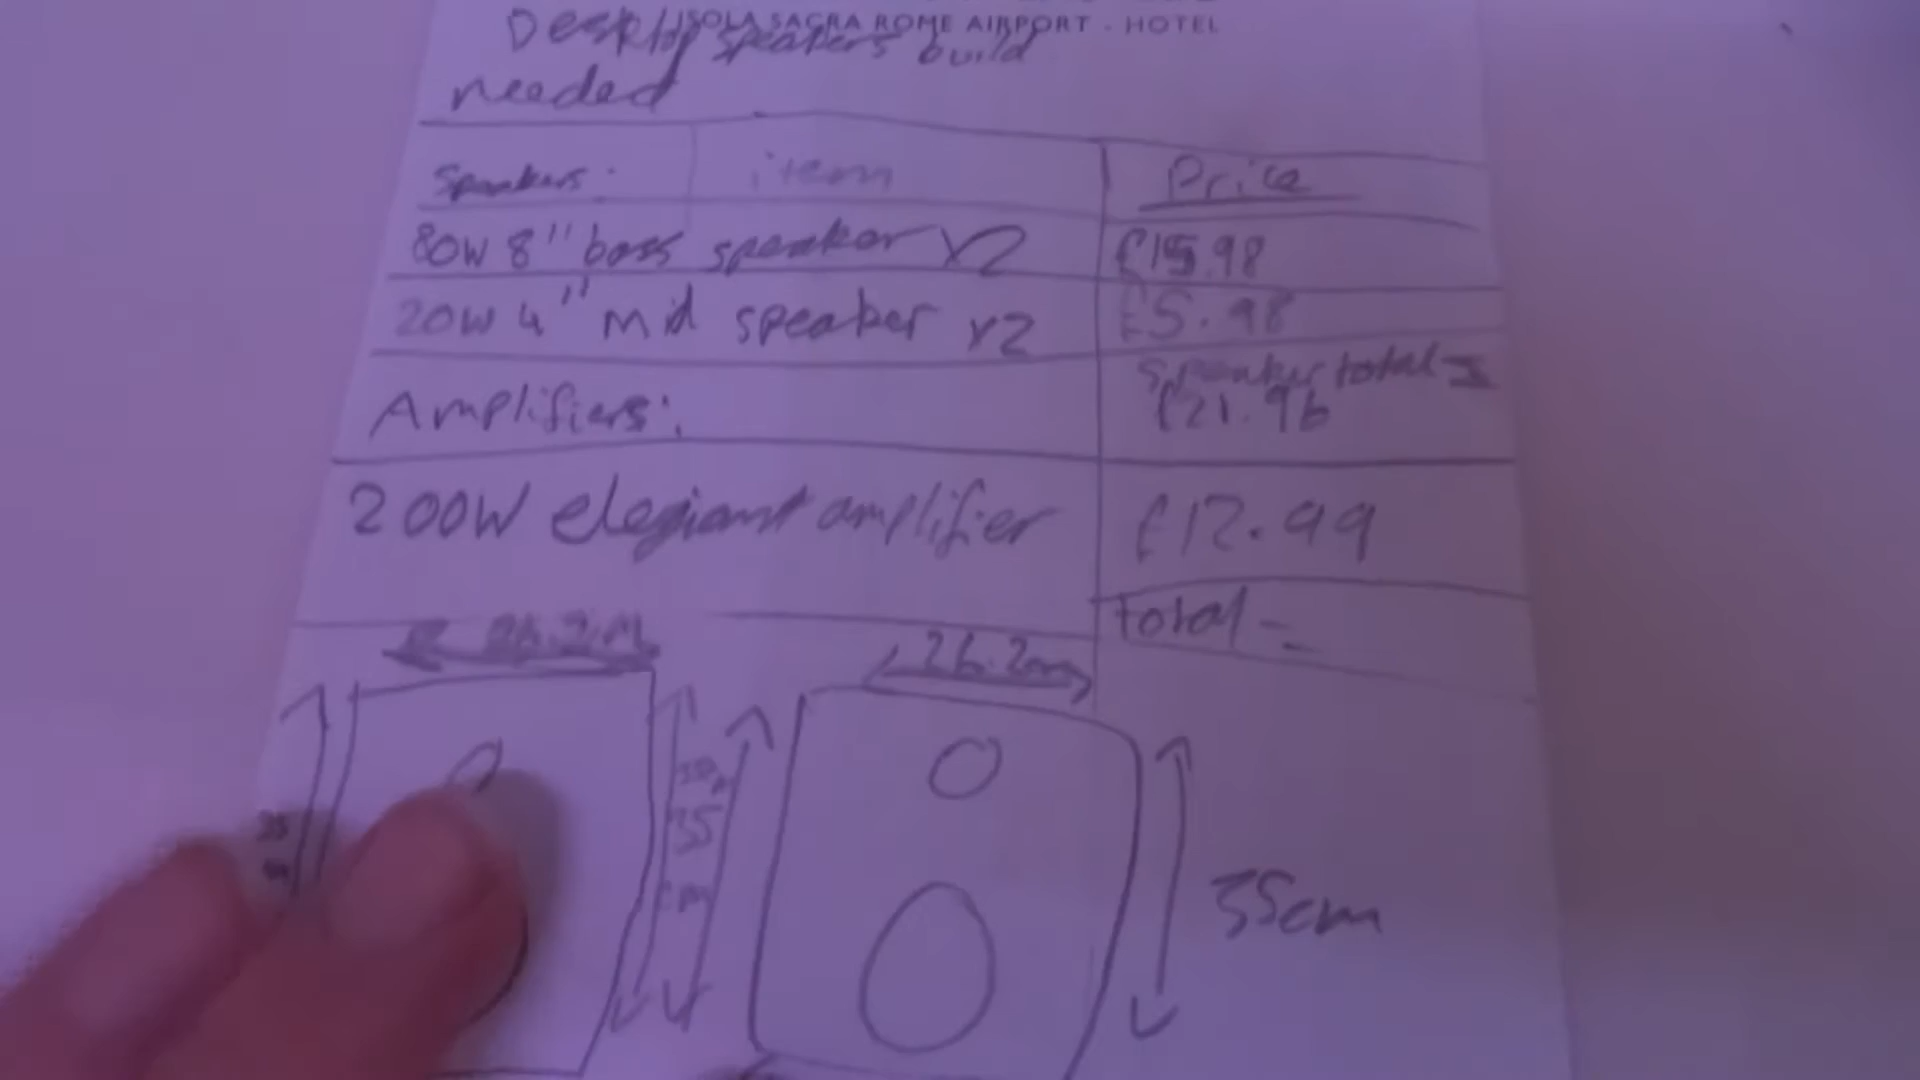 ISOLA SACRA ROME AIRPORT - HOTEL
Desktop speakers build
needed
Speakers: item Price
80W 8" bass speaker x2 £15.98
20W 4" mid speaker x2 £5.98
Speaker total =
Amplifiers: £21.96
200W elegiant amplifier £12.99
total =
26.2cm
35
cm
35cm